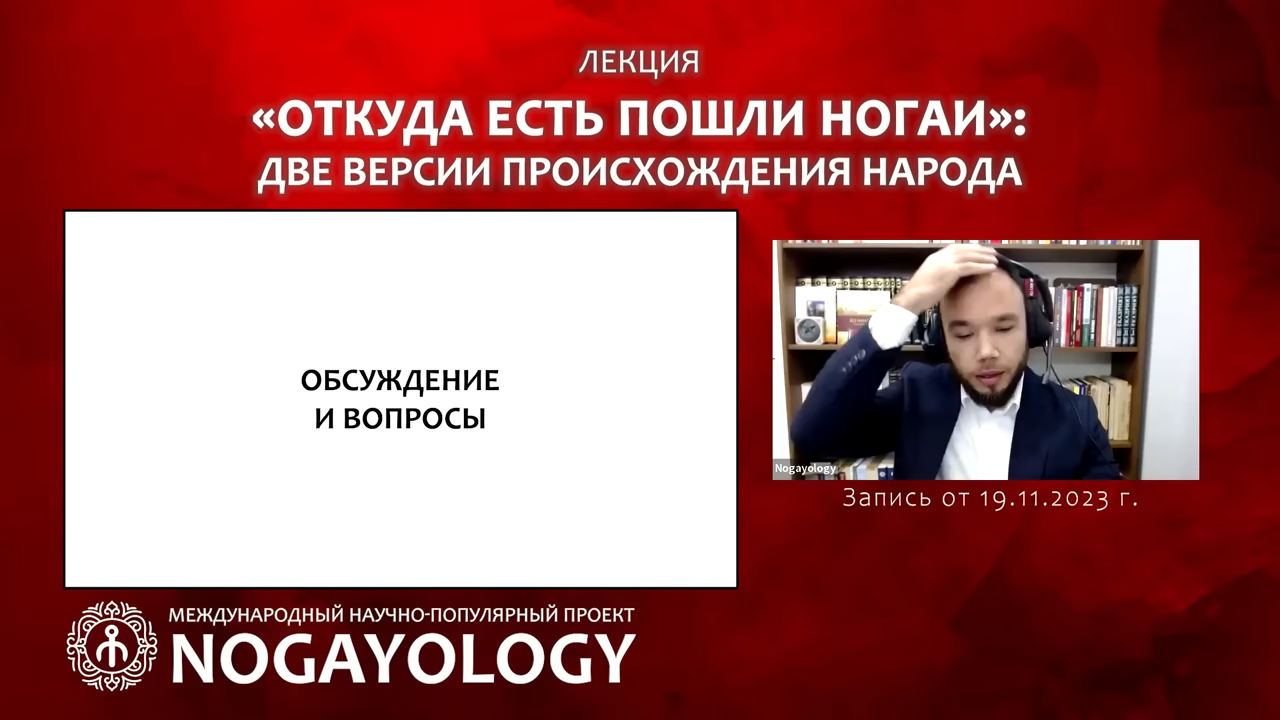 ЛЕКЦИЯ
«ОТКУДА ЕСТЬ ПОШЛИ НОГАИ»:
ДВЕ ВЕРСИИ ПРОИСХОЖДЕНИЯ НАРОДА
ОБСУЖДЕНИЕ
И ВОПРОСЫ
Nogayology
Запись от 19.11.2023 г.
МЕЖДУНАРОДНЫЙ НАУЧНО-ПОПУЛЯРНЫЙ ПРОЕКТ
NOGAYOLOGY